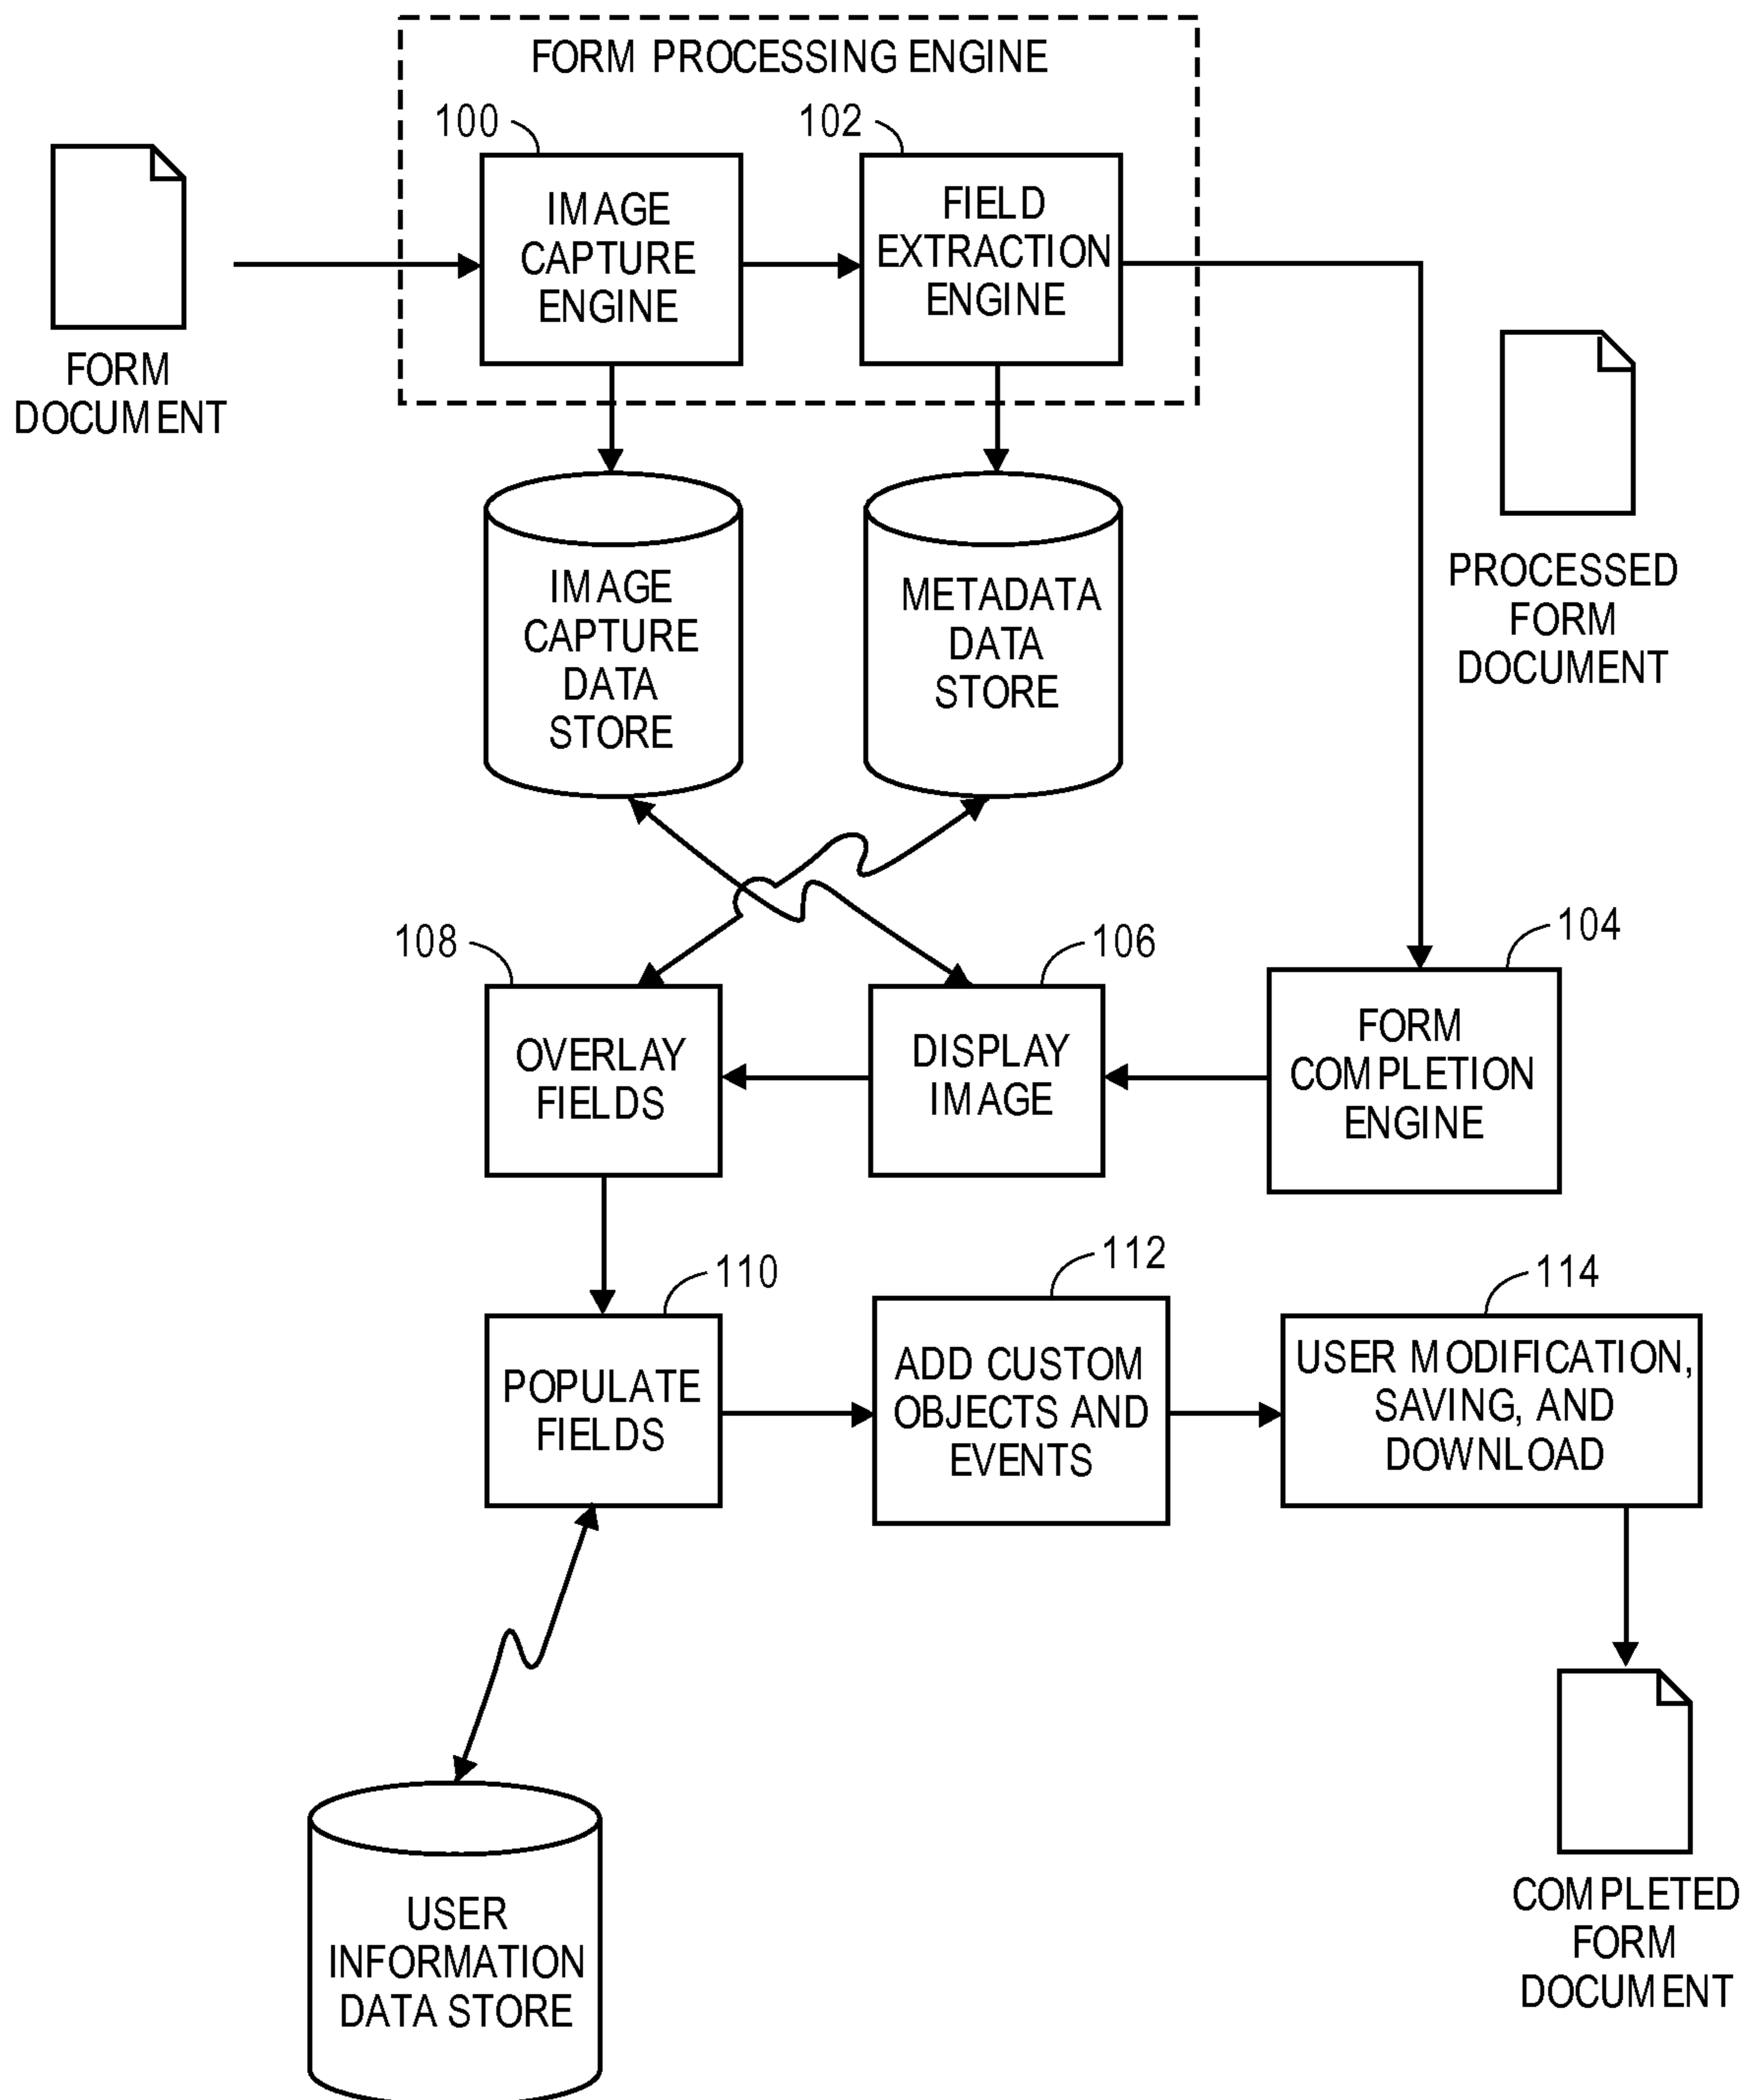 FORM PROCESSING ENGINE
100
102
IMAGE
CAPTURE
ENGINE
FIELD
EXTRACTION
ENGINE
FORM
DOCUMENT
PROCESSED
FORM
DOCUMENT
IMAGE
CAPTURE
DATA
STORE
METADATA
DATA
STORE
108
106
104
OVERLAY
FIELDS
DISPLAY
IMAGE
FORM
COMPLETION
ENGINE
110
112
114
POPULATE
FIELDS
ADD CUSTOM
OBJECTS AND
EVENTS
USER MODIFICATION,
SAVING, AND
DOWNLOAD
USER
INFORMATION
DATA STORE
COMPLETED
FORM
DOCUMENT